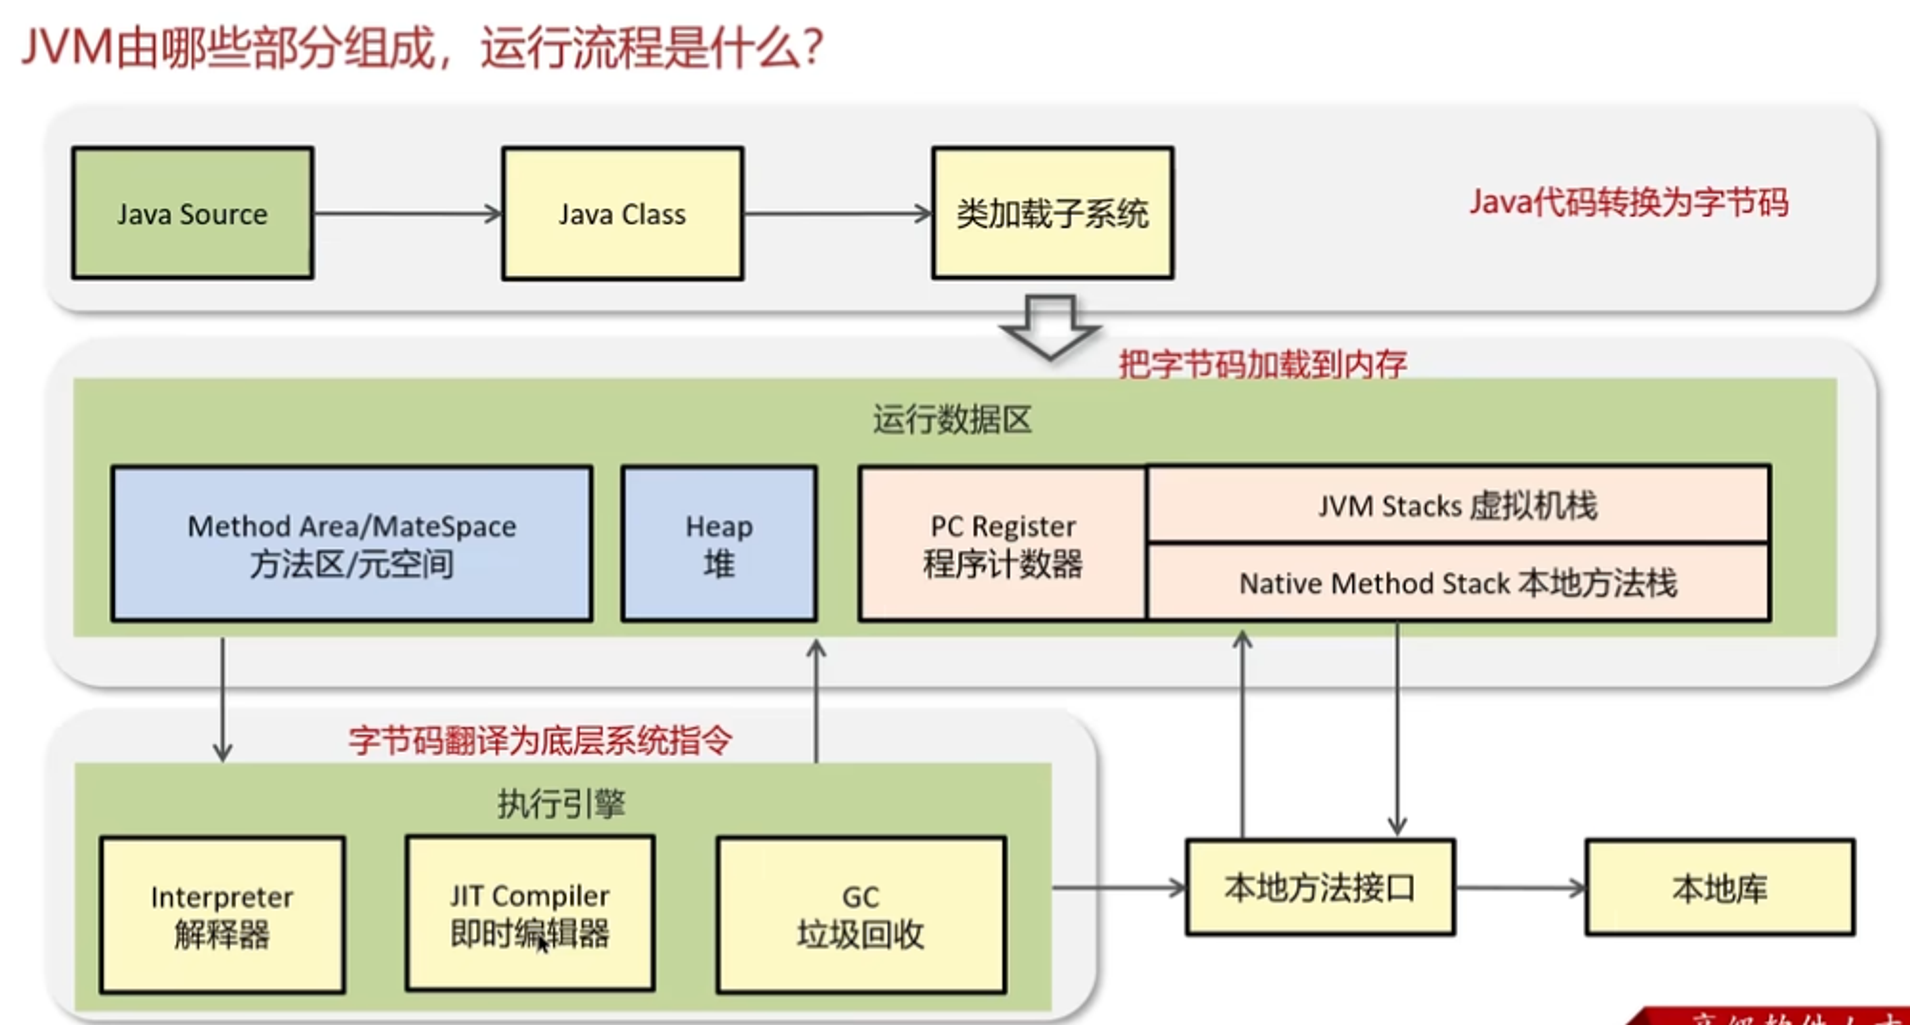 JVM由哪些部分组成，运行流程是什么？
Java Source
Java Class
类加载子系统
Java代码转换为字节码
把字节码加载到内存
运行数据区
Method Area/MateSpace
方法区/元空间
Heap
堆
PC Register
程序计数器
JVM Stacks 虚拟机栈
Native Method Stack 本地方法栈
字节码翻译为底层系统指令
执行引擎
Interpreter
解释器
JIT Compiler
即时编辑器
GC
垃圾回收
本地方法接口
本地库